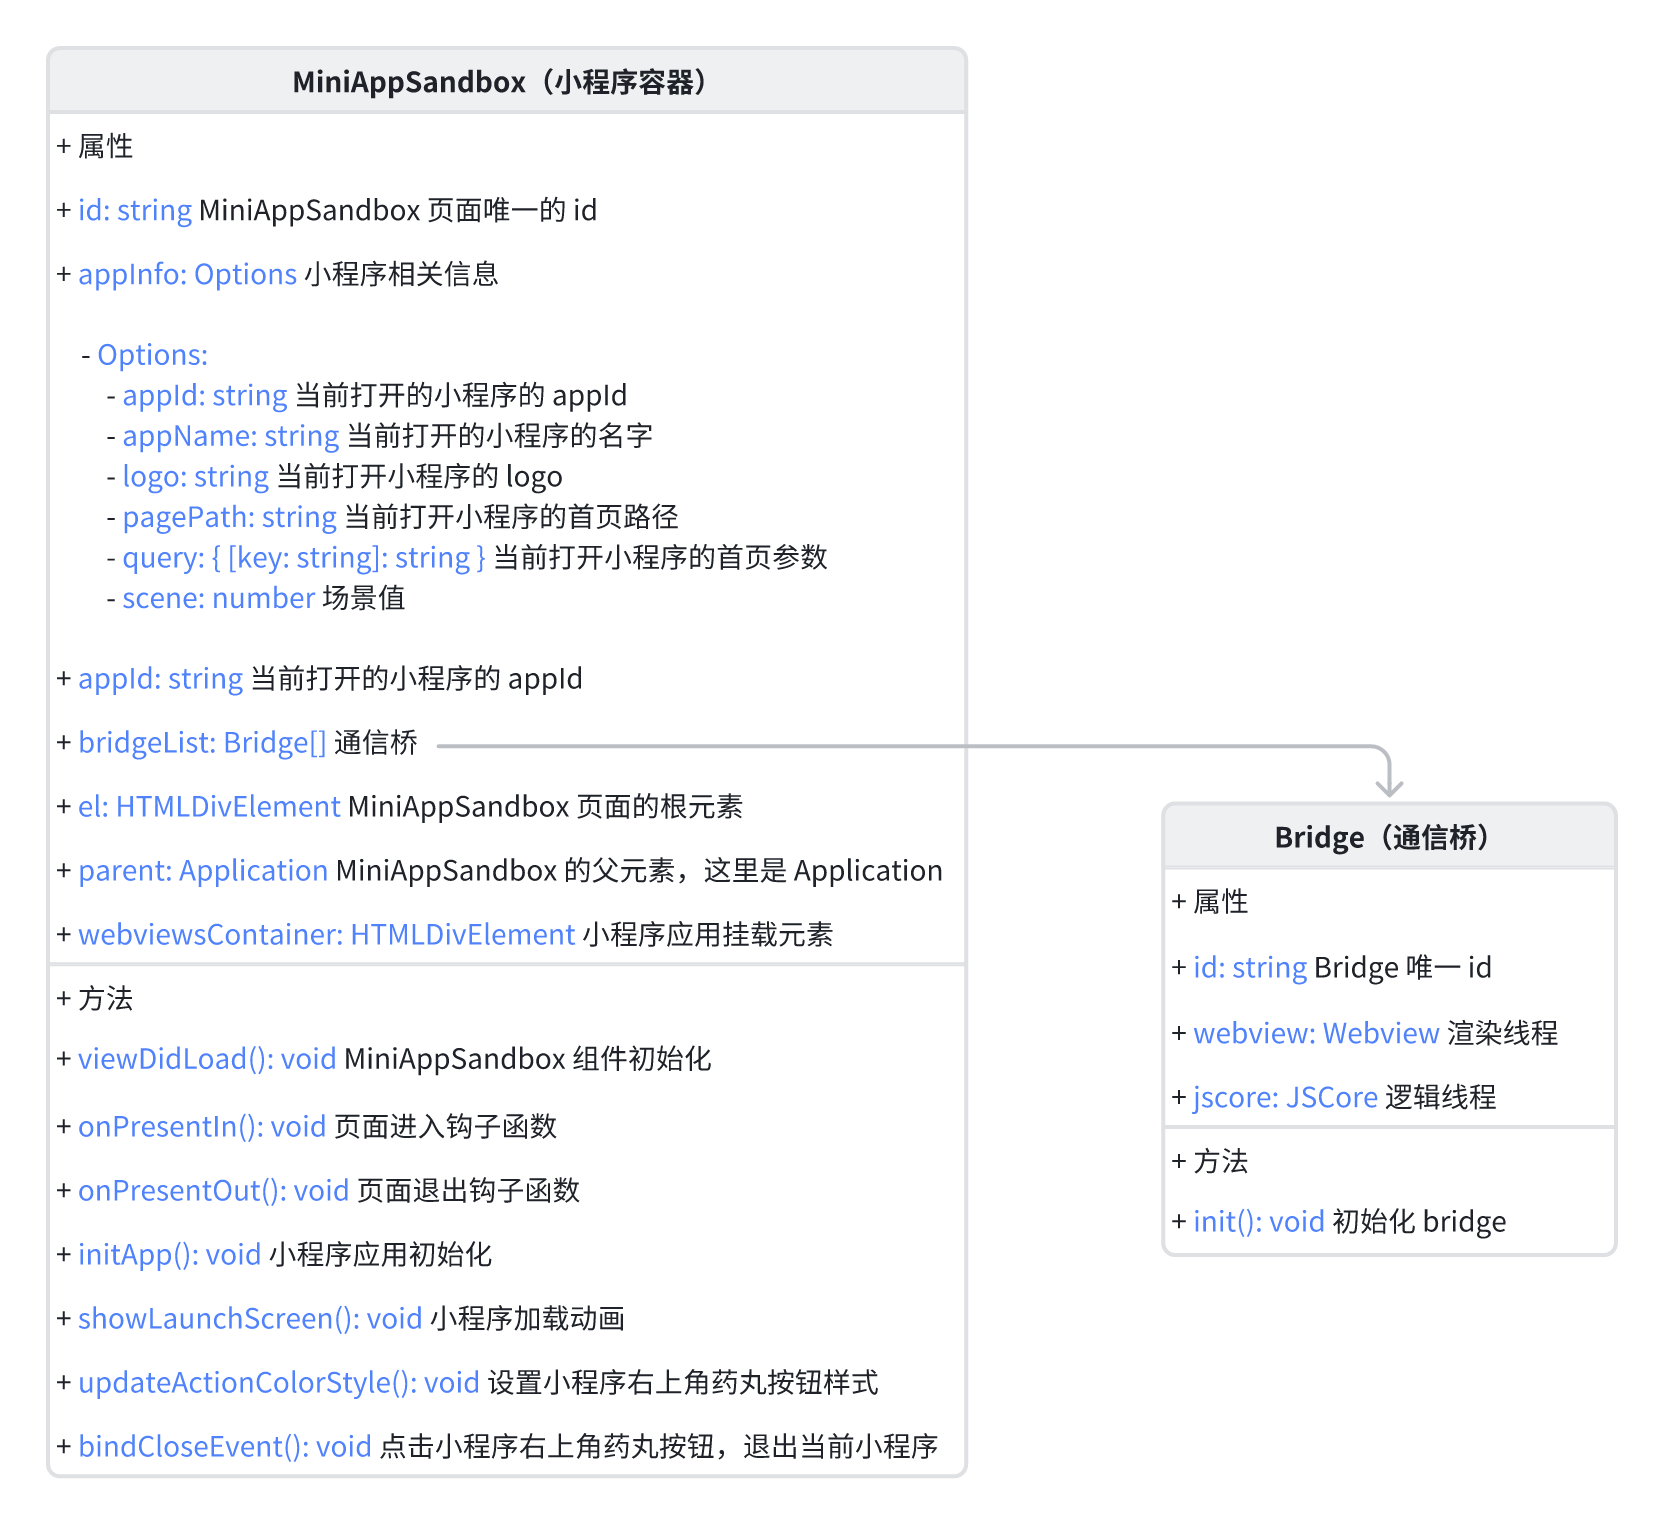 MiniAppSandbox（小程序容器）
+ 属性
+ id: string MiniAppSandbox 页面唯一的 id
+ appInfo: Options 小程序相关信息
- Options:
- appId: string 当前打开的小程序的 appId
- appName: string 当前打开的小程序的名字
- logo: string 当前打开小程序的 logo
- pagePath: string 当前打开小程序的首页路径
- query: { [key: string]: string } 当前打开小程序的首页参数
- scene: number 场景值
+ appId: string 当前打开的小程序的 appId
+ bridgeList: Bridge[] 通信桥
+ el: HTMLDivElement MiniAppSandbox 页面的根元素
+ parent: Application MiniAppSandbox 的父元素，这里是 Application
+ webviewsContainer: HTMLDivElement 小程序应用挂载元素
+ 方法
+ viewDidLoad(): void MiniAppSandbox 组件初始化
+ onPresentIn(): void 页面进入钩子函数
+ onPresentOut(): void 页面退出钩子函数
+ initApp(): void 小程序应用初始化
+ showLaunchScreen(): void 小程序加载动画
+ updateActionColorStyle(): void 设置小程序右上角药丸按钮样式
+ bindCloseEvent(): void 点击小程序右上角药丸按钮，退出当前小程序
Bridge（通信桥）
+ 属性
+ id: string Bridge 唯一 id
+ webview: Webview 渲染线程
+ jscore: JSCore 逻辑线程
+ 方法
+ init(): void 初始化 bridge